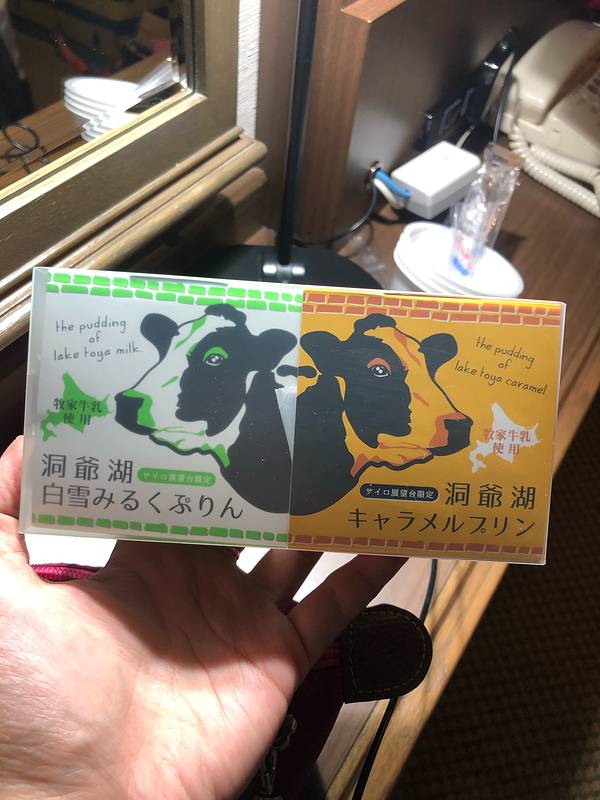 the pudding
of
lake toya milk.
牧家牛乳
使用
洞爺湖
サイロ展望台限定
白雪みるくぷりん
the pudding
of
lake toya caramel
牧家牛乳
使用
サイロ展望台限定
洞爺湖
キャラメルプリン